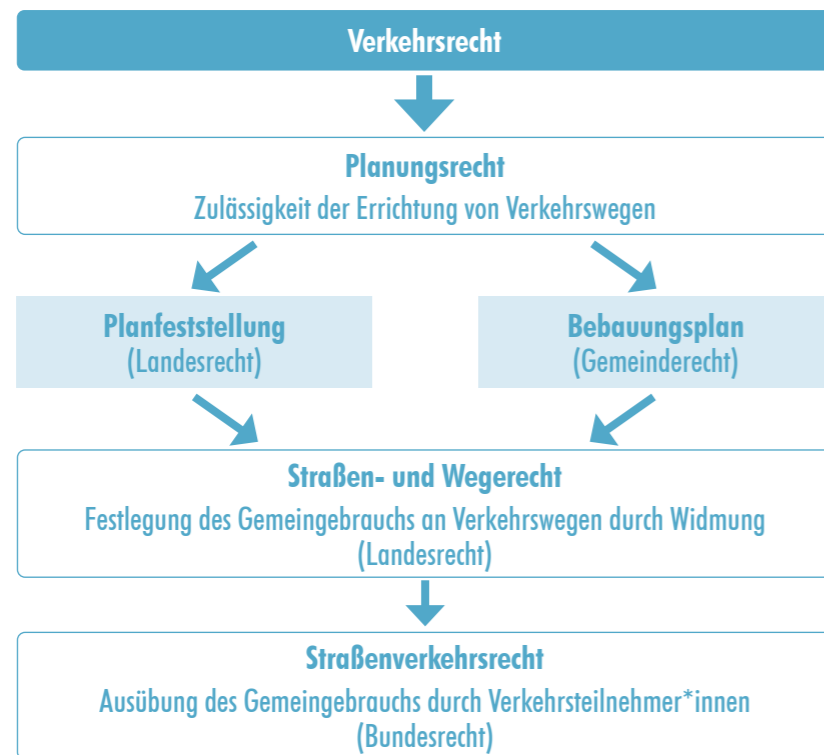 Verkehrsrecht
Planungsrecht
Zulässigkeit der Errichtung von Verkehrswegen
Planfeststellung
(Landesrecht)
Bebauungsplan
(Gemeinderecht)
Straßen- und Wegerecht
Festlegung des Gemeingebrauchs an Verkehrswegen durch Widmung
(Landesrecht)
Straßenverkehrsrecht
Ausübung des Gemeingebrauchs durch Verkehrsteilnehmer*innen
(Bundesrecht)